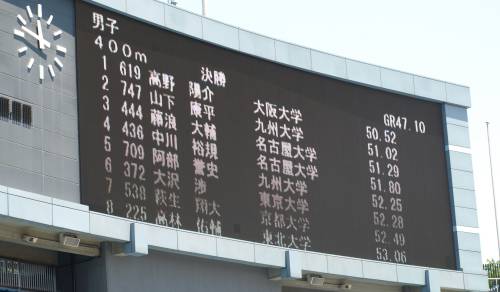 男子
400m 決勝 GR47.10
1 619 高野 陽介 大阪大学 50.52
2 747 山下 康平 九州大学 51.02
3 444 藤浪 大輔 名古屋大学 51.29
4 436 中川 裕規 名古屋大学 51.80
5 709 阿部 誉史 九州大学 52.25
6 372 大沢 渉 東京大学 52.28
7 538 萩生 翔大 京都大学 52.49
8 225 林 佑輔 東北大学 53.06